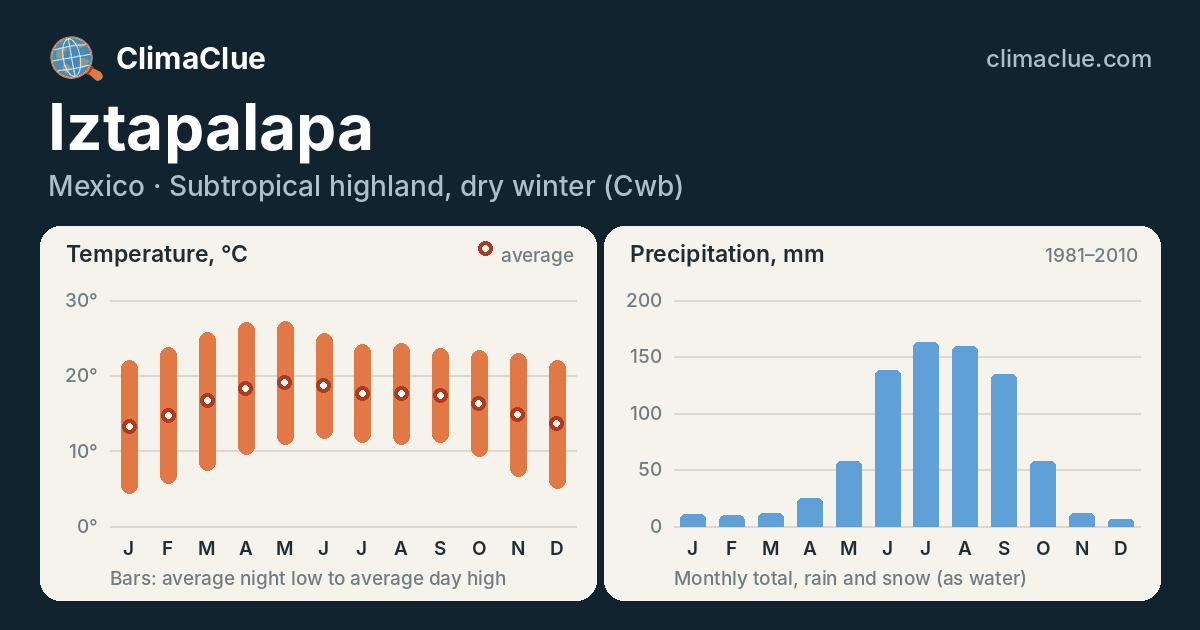 ClimaClue
climaclue.com
Iztapalapa
Mexico · Subtropical highland, dry winter (Cwb)
Temperature, °C
average
30°
20°
10°
0°
J F M A M J J A S O N D
Bars: average night low to average day high
Precipitation, mm
1981–2010
200
150
100
50
0
J F M A M J J A S O N D
Monthly total, rain and snow (as water)